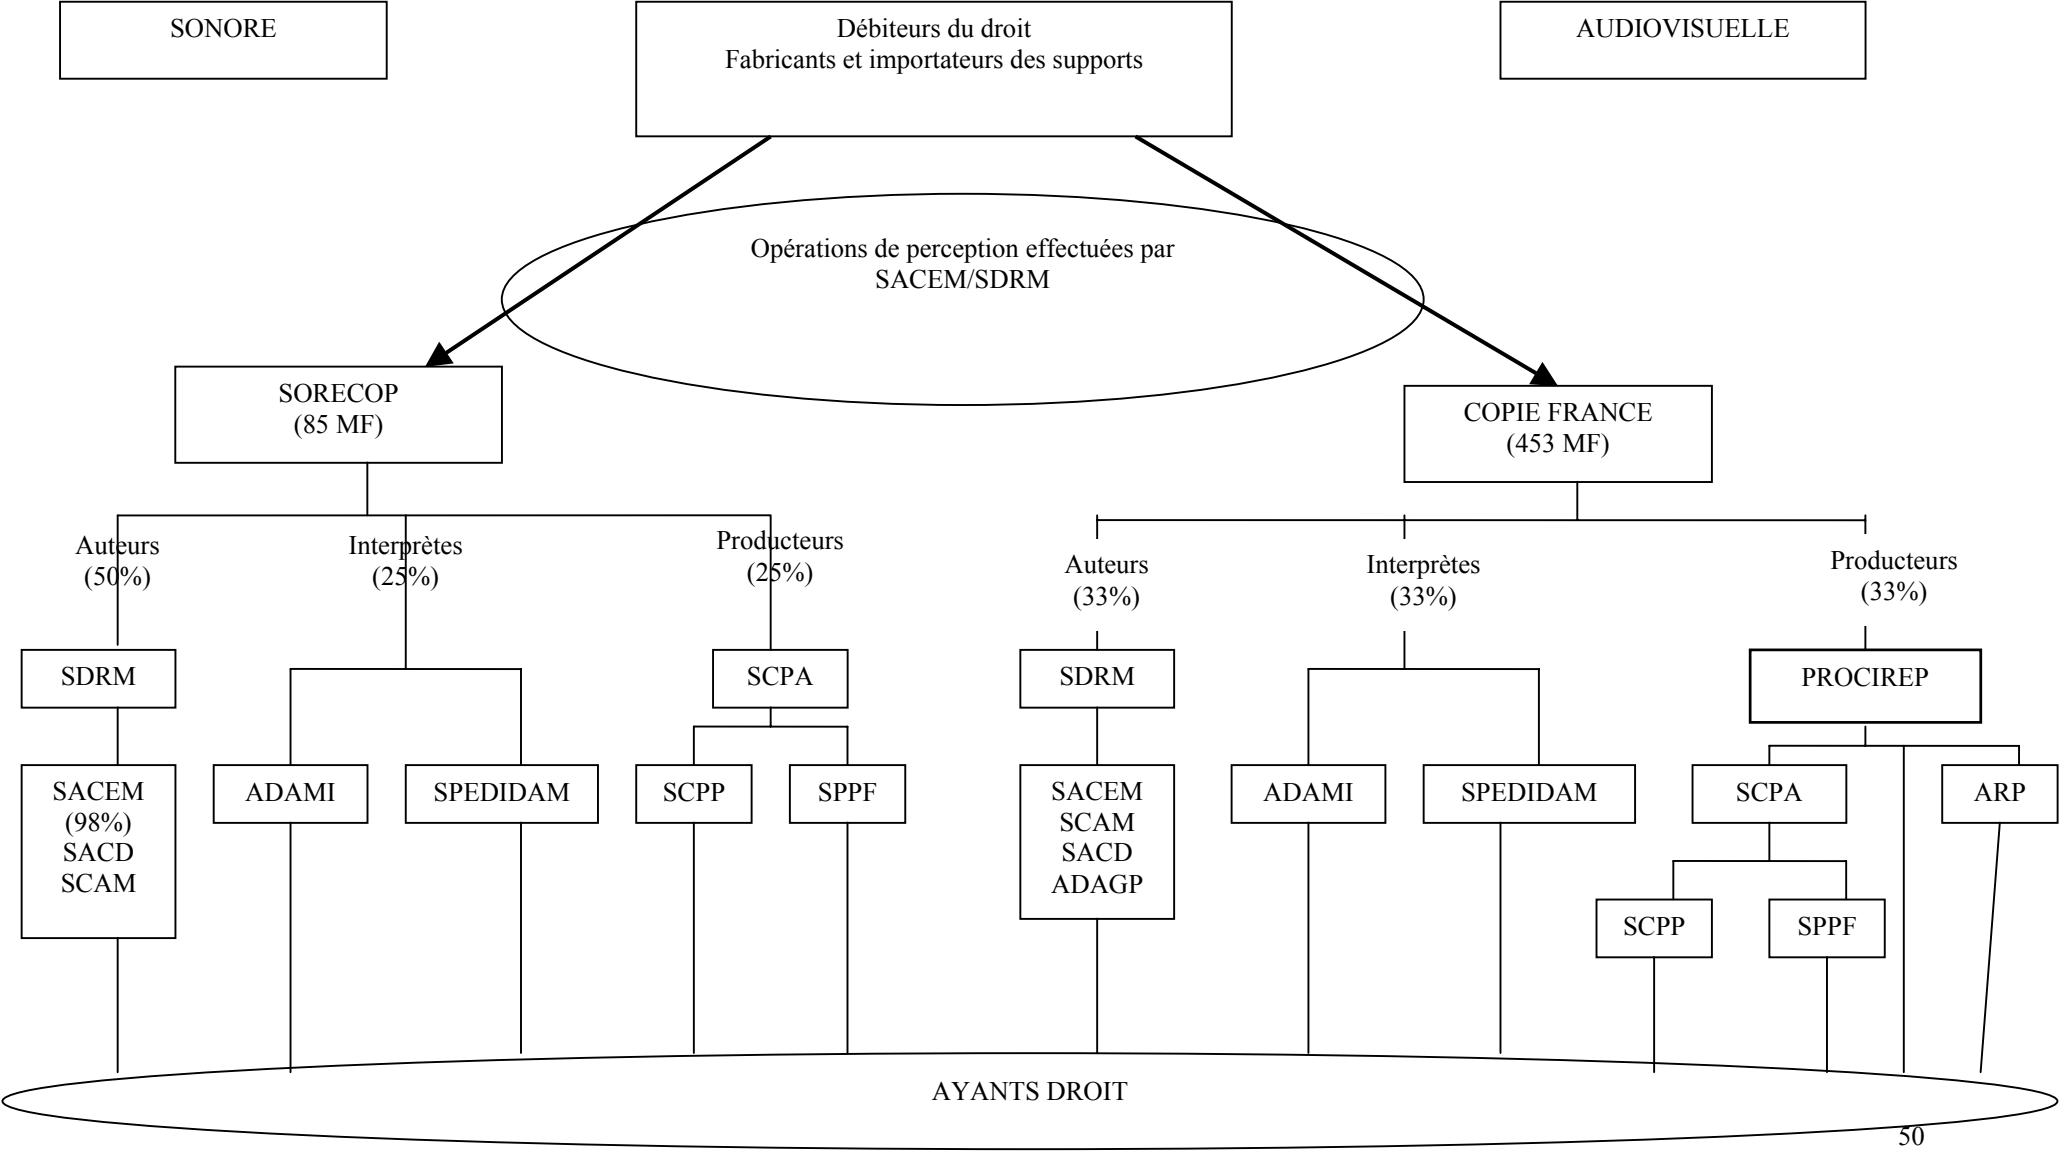 SONORE
Débiteurs du droit
Fabricants et importateurs des supports
AUDIOVISUELLE
Opérations de perception effectuées par
SACEM/SDRM
SORECOP
(85 MF)
COPIE FRANCE
(453 MF)
Auteurs
(50%)
Interprètes
(25%)
Producteurs
(25%)
Auteurs
(33%)
Interprètes
(33%)
Producteurs
(33%)
SDRM
SCPA
SDRM
PROCIREP
SACEM
(98%)
SACD
SCAM
ADAMI
SPEDIDAM
SCPP
SPPF
SACEM
SCAM
SACD
ADAGP
ADAMI
SPEDIDAM
SCPA
ARP
SCPP
SPPF
AYANTS DROIT
50